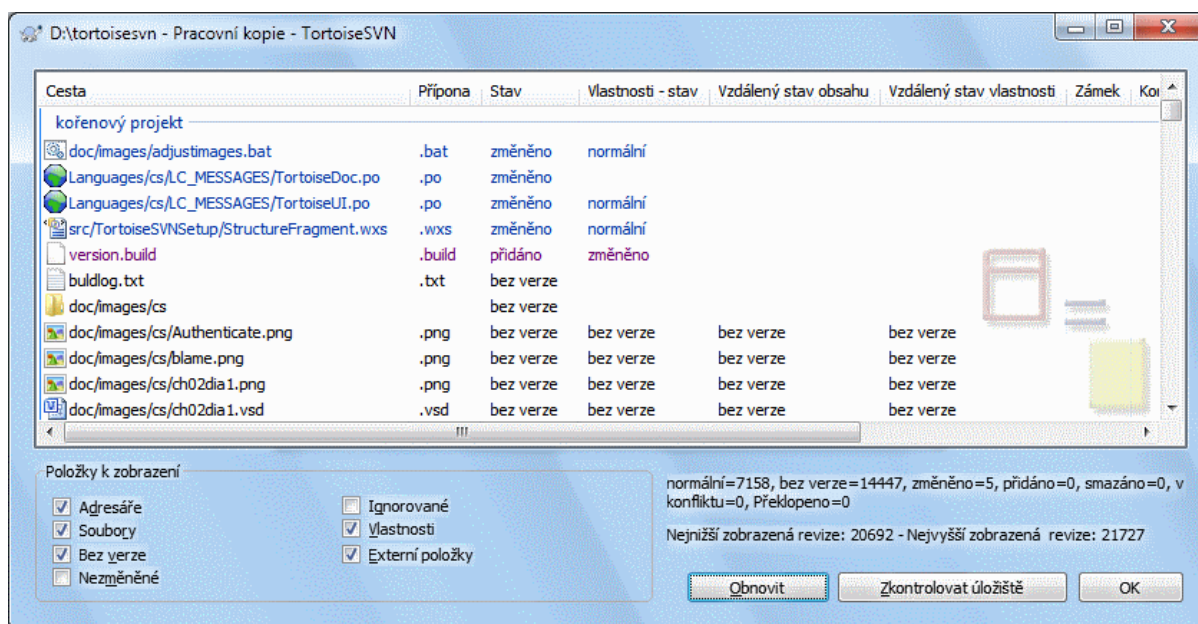 D:\tortoisesvn - Pracovní kopie - TortoiseSVN
Cesta Přípona Stav Vlastnosti - stav Vzdálený stav obsahu Vzdálený stav vlastnosti Zámek
kořenový projekt
doc/images/adjustimages.bat .bat změněno normální
Languages/cs/LC_MESSAGES/TortoiseDoc.po .po změněno
Languages/cs/LC_MESSAGES/TortoiseUI.po .po změněno normální
src/TortoiseSVNSetup/StructureFragment.wxs .wxs změněno normální
version.build .build přidáno změněno
buldlog.txt .txt bez verze
doc/images/cs bez verze
doc/images/cs/Authenticate.png .png bez verze bez verze bez verze bez verze
doc/images/cs/blame.png .png bez verze bez verze bez verze bez verze
doc/images/cs/ch02dia1.png .png bez verze bez verze bez verze bez verze
doc/images/cs/ch02dia1.vsd .vsd bez verze bez verze bez verze bez verze
Položky k zobrazení
Adresáře
Soubory
Bez verze
Nezměněné
Ignorované
Vlastnosti
Externí položky
normální=7158, bez verze=14447, změněno=5, přidáno=0, smazáno=0, v
konfliktu=0, Překlopeno=0
Nejnižší zobrazená revize: 20692 - Nejvyšší zobrazená revize: 21727
Obnovit Zkontrolovat úložiště OK